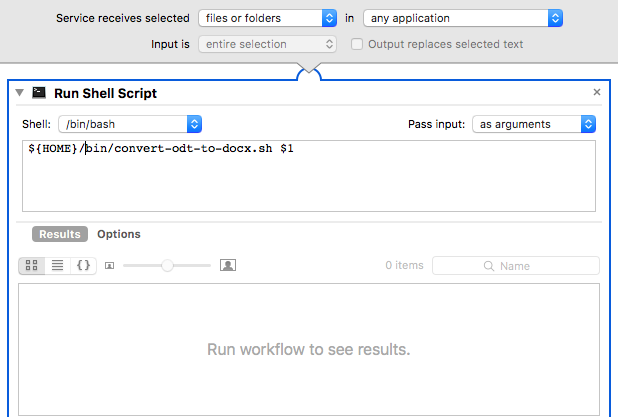 Service receives selected files or folders in any application
Input is entire selection Output replaces selected text
Run Shell Script ×
Shell: /bin/bash Pass input: as arguments
${HOME}/bin/convert-odt-to-docx.sh $1
Results Options
0 items Name
Run workflow to see results.